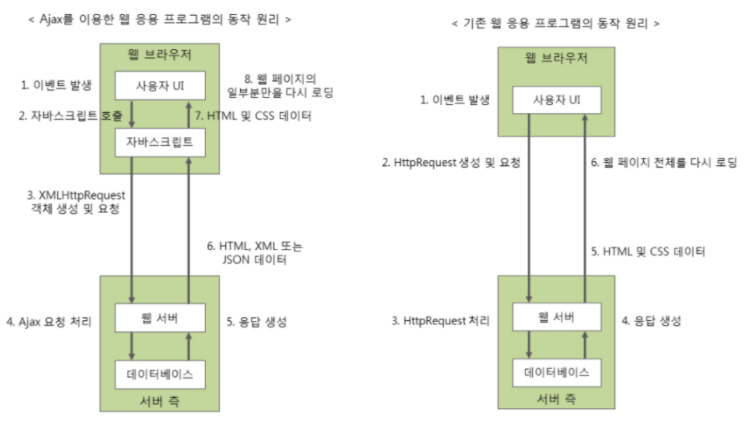 < Ajax를 이용한 웹 응용 프로그램의 동작 원리 >
웹 브라우저
1. 이벤트 발생
사용자 UI
8. 웹 페이지의
일부분만을 다시 로딩
2. 자바스크립트 호출
7. HTML 및 CSS 데이터
자바스크립트
3. XMLHttpRequest
객체 생성 및 요청
6. HTML, XML 또는
JSON 데이터
4. Ajax 요청 처리
웹 서버
5. 응답 생성
데이터베이스
서버 측
< 기존 웹 응용 프로그램의 동작 원리 >
웹 브라우저
1. 이벤트 발생
사용자 UI
2. HttpRequest 생성 및 요청
6. 웹 페이지 전체를 다시 로딩
5. HTML 및 CSS 데이터
3. HttpRequest 처리
웹 서버
4. 응답 생성
데이터베이스
서버 측